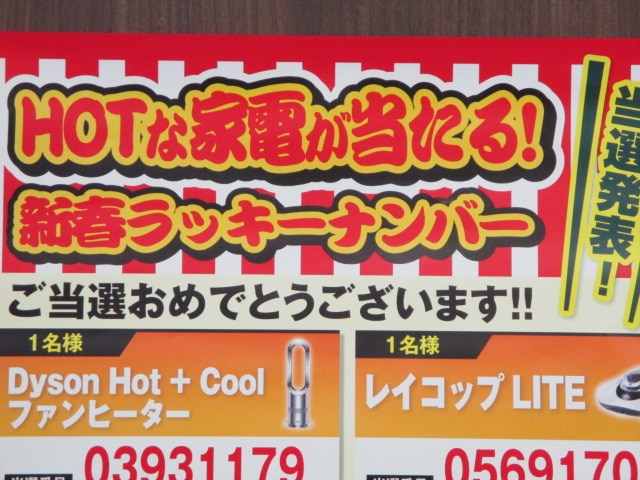 HOTな家電が当たる!
新春ラッキーナンバー
当選発表!
ご当選おめでとうございます!!
1名様
Dyson Hot + Cool
ファンヒーター
03931179
1名様
レイコップ LITE
0569170